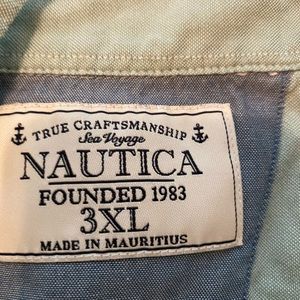 TRUE CRAFTSMANSHIP
Sea Voyage
NAUTICA
FOUNDED 1983
3XL
MADE IN MAURITIUS